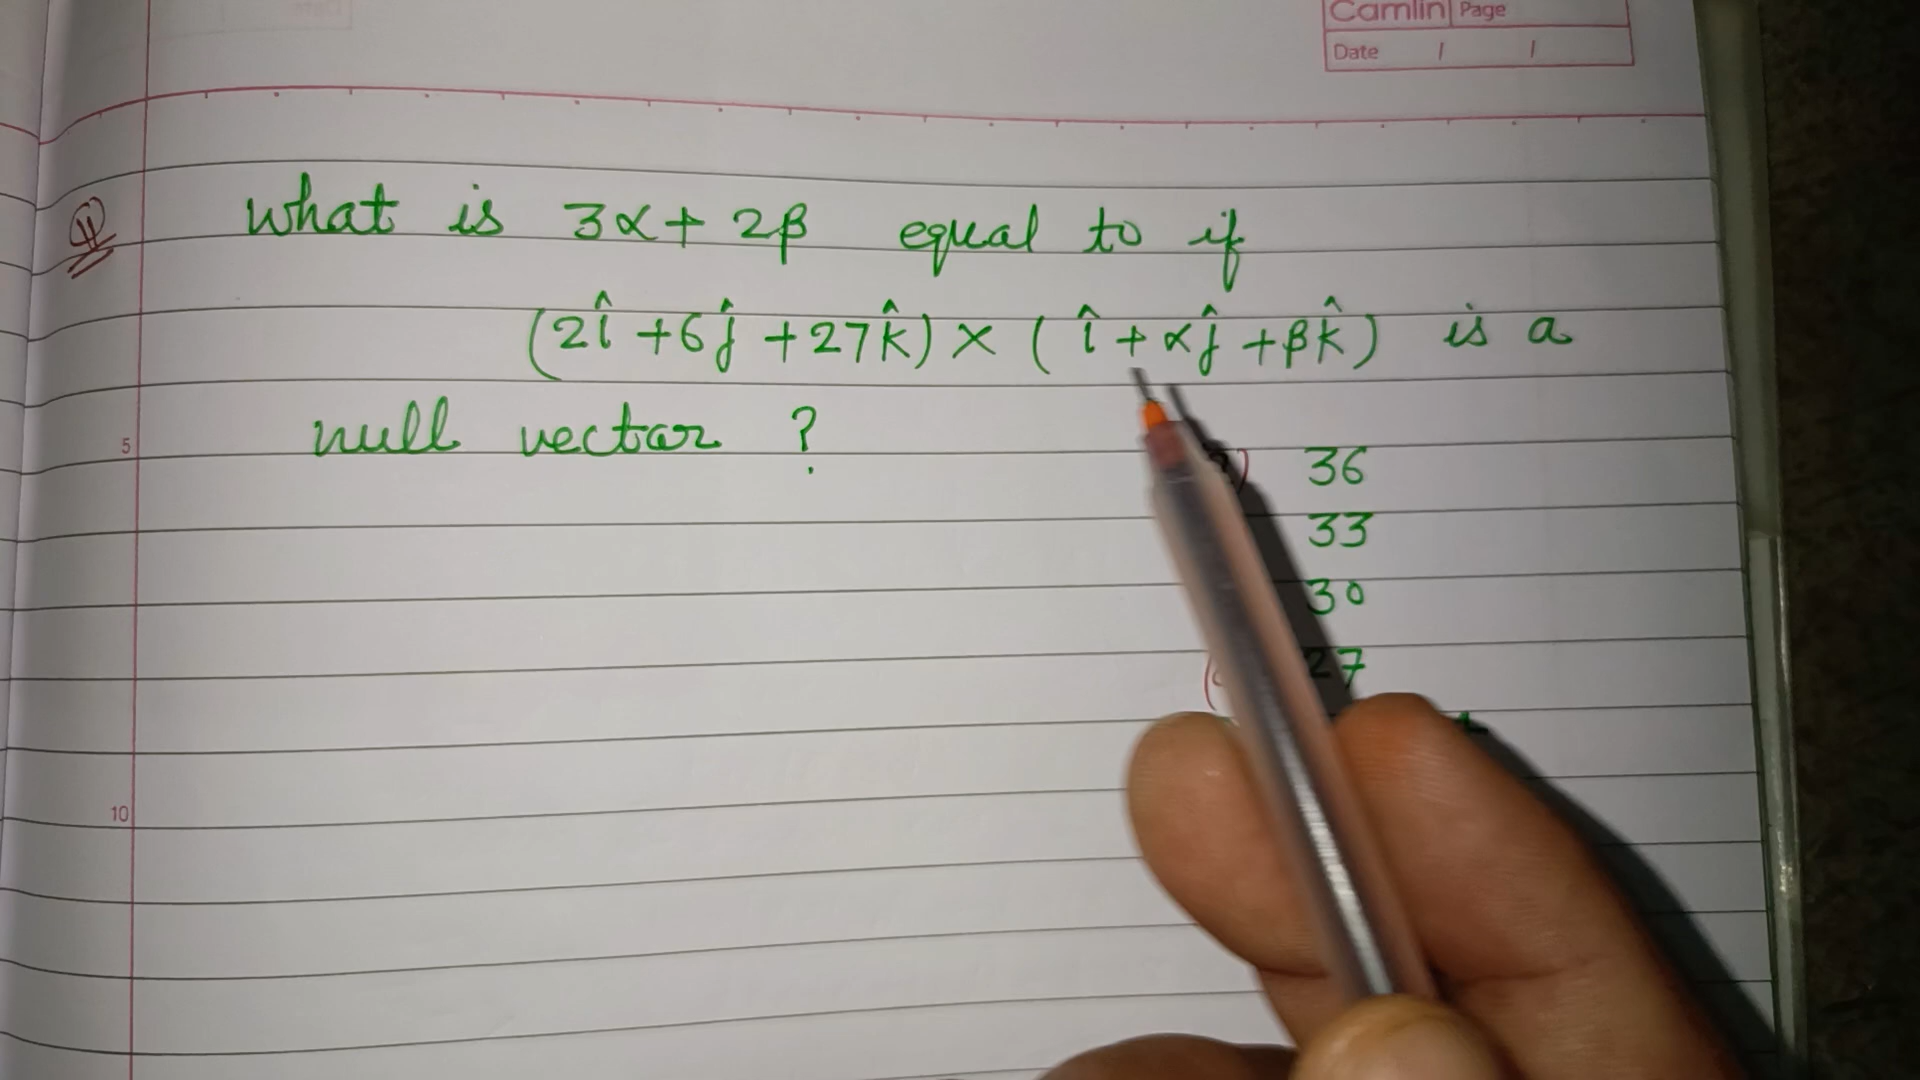 Camlin Page
Date / /
What is 3α + 2β equal to if
(2î + 6ĵ + 27k̂) × ( î + αĵ + βk̂ ) is a
null vector ?
5
36
33
30
27
10